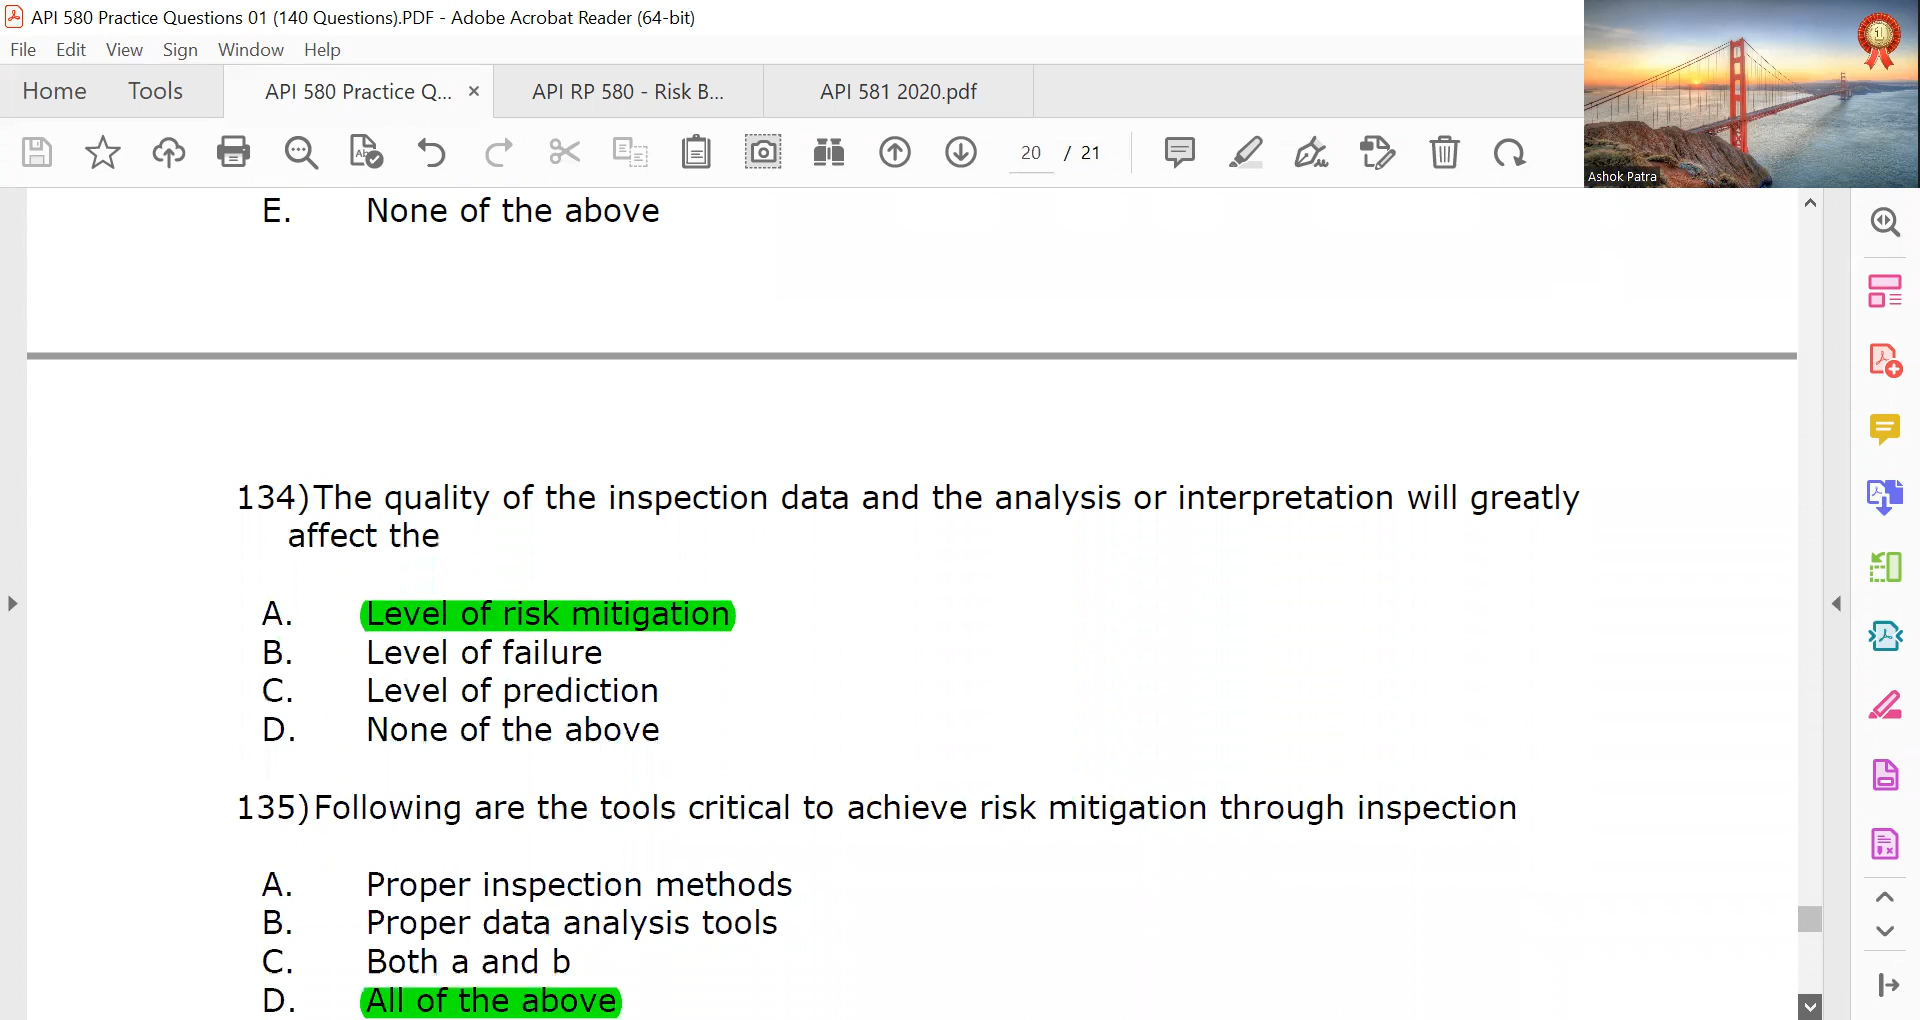 API 580 Practice Questions 01 (140 Questions).PDF - Adobe Acrobat Reader (64-bit)
File Edit View Sign Window Help
Home Tools API 580 Practice Q... × API RP 580 - Risk B... API 581 2020.pdf
20 / 21
1
Ashok Patra
E. None of the above
134)The quality of the inspection data and the analysis or interpretation will greatly
affect the
A. Level of risk mitigation
B. Level of failure
C. Level of prediction
D. None of the above
135)Following are the tools critical to achieve risk mitigation through inspection
A. Proper inspection methods
B. Proper data analysis tools
C. Both a and b
D. All of the above